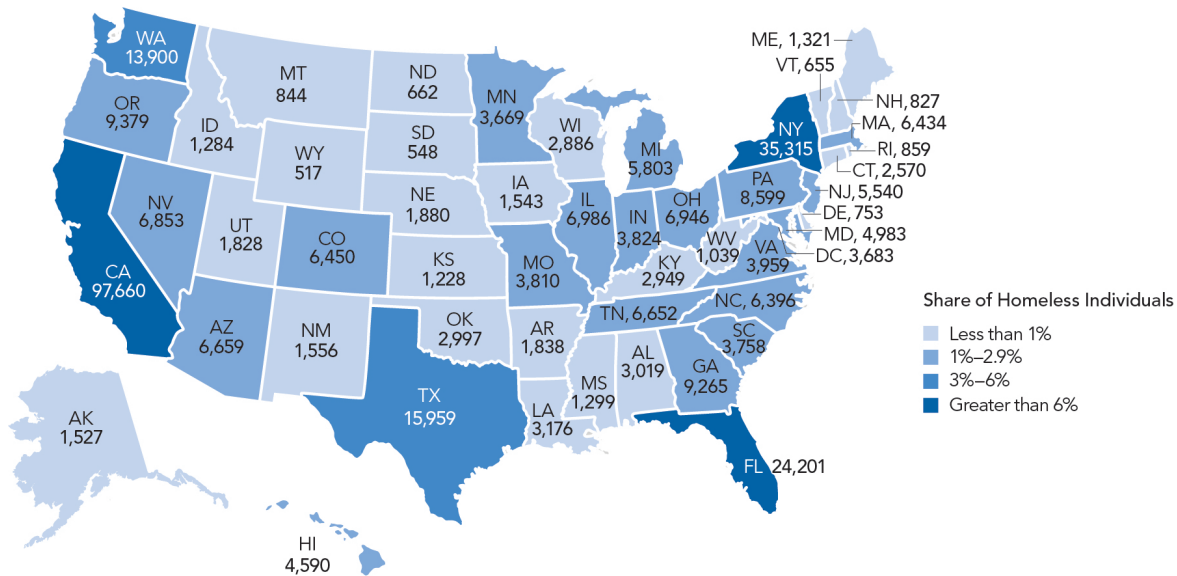 WA
13,900
OR
9,379
CA
97,660
NV
6,853
ID
1,284
MT
844
WY
517
UT
1,828
AZ
6,659
CO
6,450
NM
1,556
ND
662
SD
548
NE
1,880
KS
1,228
OK
2,997
TX
15,959
MN
3,669
IA
1,543
MO
3,810
AR
1,838
LA
3,176
WI
2,886
IL
6,986
MI
5,803
IN
3,824
OH
6,946
KY
2,949
TN, 6,652
MS
1,299
AL
3,019
GA
9,265
FL 24,201
SC
3,758
NC, 6,396
VA
3,959
WV
1,039
PA
8,599
NY
35,315
ME, 1,321
VT, 655
NH, 827
MA, 6,434
RI, 859
CT, 2,570
NJ, 5,540
DE, 753
MD, 4,983
DC, 3,683
AK
1,527
HI
4,590
Share of Homeless Individuals
Less than 1%
1%–2.9%
3%–6%
Greater than 6%